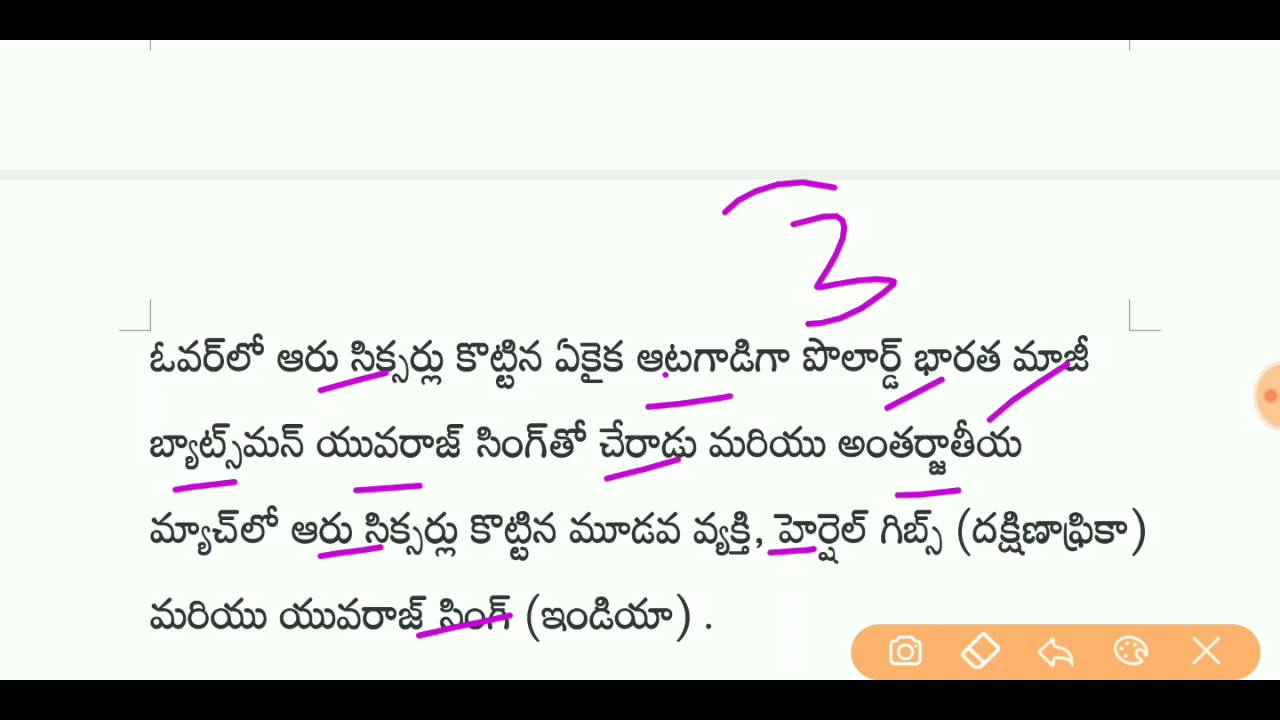 3
ఓవర్‌లో ఆరు సిక్సర్లు కొట్టిన ఏకైక ఆటగాడిగా పొలార్డ్ భారత మాజీ
బ్యాట్స్‌మన్ యువరాజ్ సింగ్‌తో చేరాడు మరియు అంతర్జాతీయ
మ్యాచ్‌లో ఆరు సిక్సర్లు కొట్టిన మూడవ వ్యక్తి, హెర్షెల్ గిబ్స్ (దక్షిణాఫ్రికా)
మరియు యువరాజ్ సింగ్ (ఇండియా) .